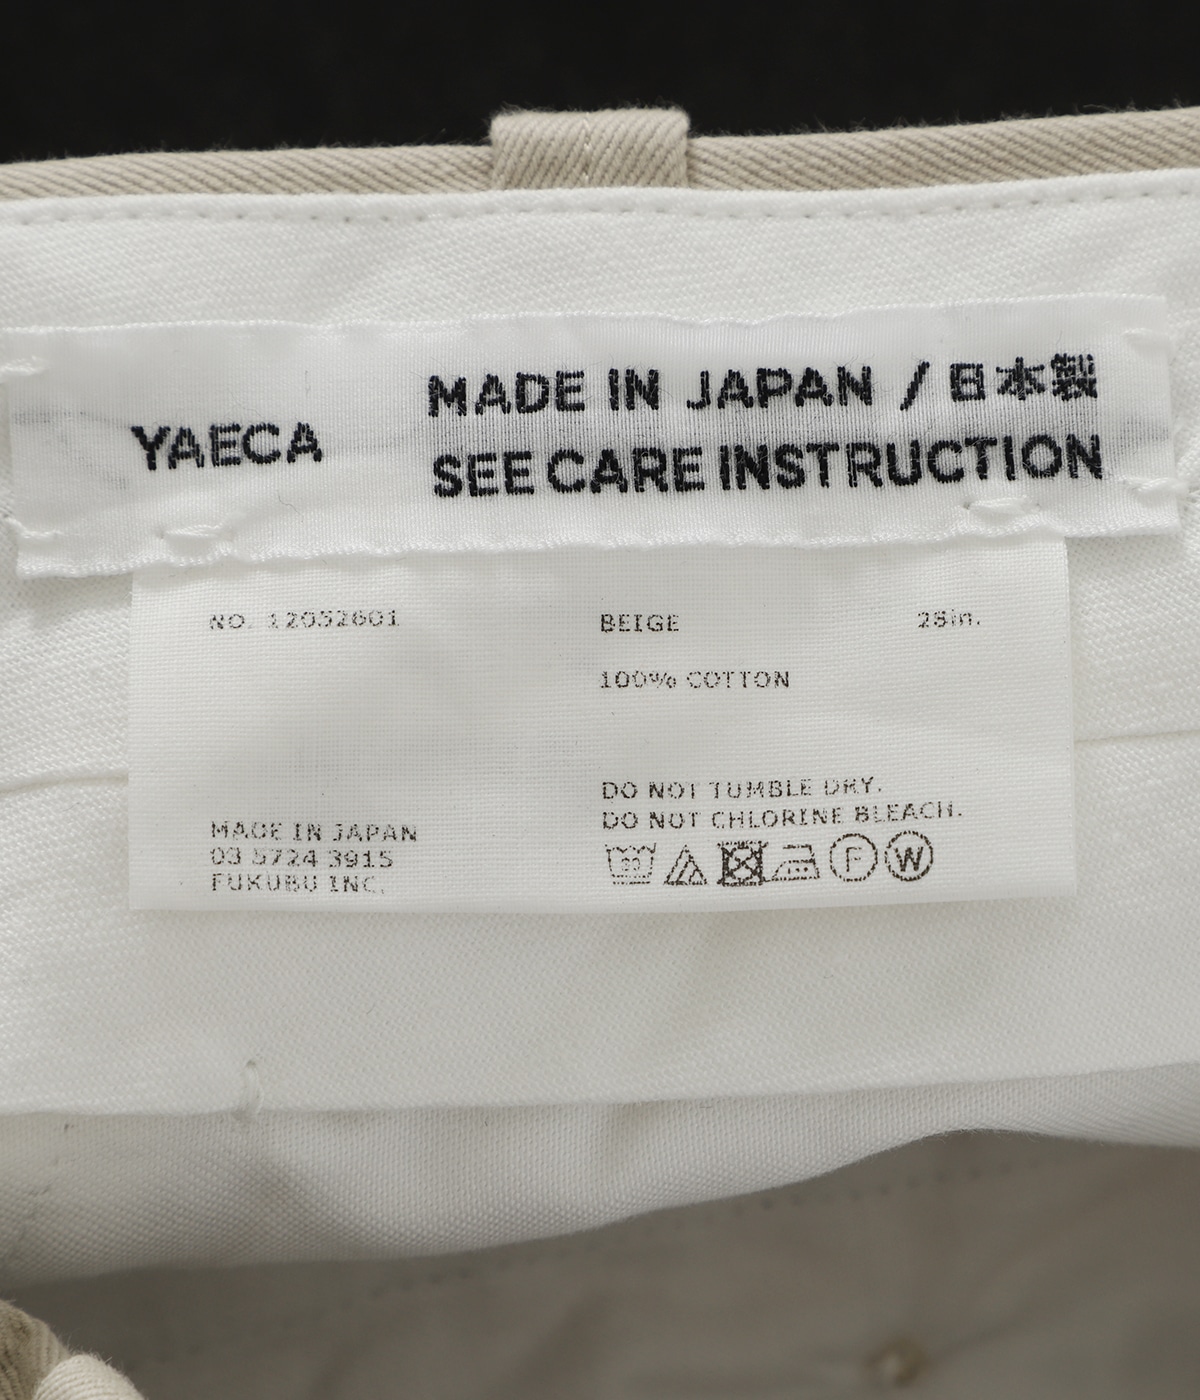 YAECA
MADE IN JAPAN / 日本製
SEE CARE INSTRUCTION
NO. 12052601 BEIGE 28in.
100% COTTON
DO NOT TUMBLE DRY.
DO NOT CHLORINE BLEACH.
MADE IN JAPAN
03 5724 3915
FUKUBU INC.
30
F
W